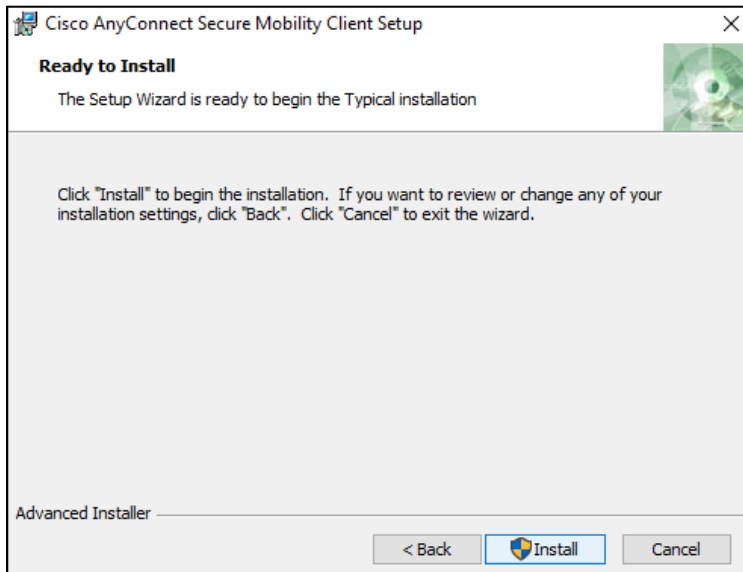 Cisco AnyConnect Secure Mobility Client Setup
Ready to Install
The Setup Wizard is ready to begin the Typical installation
Click "Install" to begin the installation.  If you want to review or change any of your
installation settings, click "Back".  Click "Cancel" to exit the wizard.
Advanced Installer
< Back Install Cancel